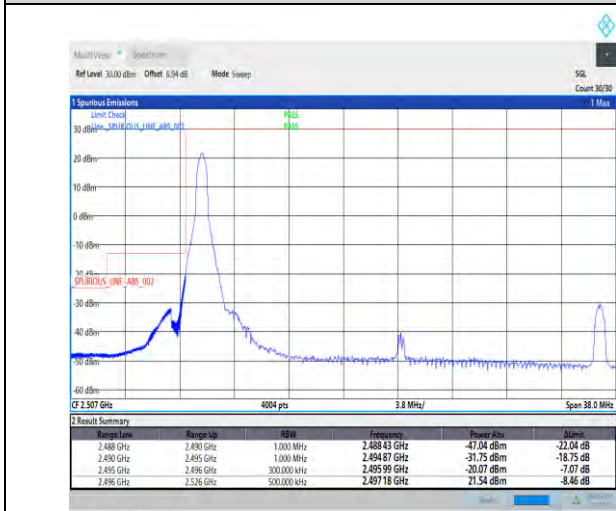 MultiView Spectrum
Ref Level 30.00 dBm Offset 6.94 dB Mode Sweep SGL
Count 30/30
1 Spurious Emissions 1 Max
Limit Check PASS
Line _SPURIOUS_LINE_ABS_002 PASS
30 dBm
20 dBm
10 dBm
0 dBm
-10 dBm
-20 dBm
_SPURIOUS_LINE_ABS_002
-30 dBm
-40 dBm
-50 dBm
-60 dBm
CF 2.507 GHz 4004 pts 3.8 MHz/ Span 38.0 MHz
2 Result Summary
Range Low Range Up RBW Frequency Power Abs ΔLimit
2.488 GHz 2.490 GHz 1.000 MHz 2.488 43 GHz -47.04 dBm -22.04 dB
2.490 GHz 2.495 GHz 1.000 MHz 2.494 87 GHz -31.75 dBm -18.75 dB
2.495 GHz 2.496 GHz 300.000 kHz 2.495 99 GHz -20.07 dBm -7.07 dB
2.496 GHz 2.526 GHz 500.000 kHz 2.497 18 GHz 21.54 dBm -8.46 dB